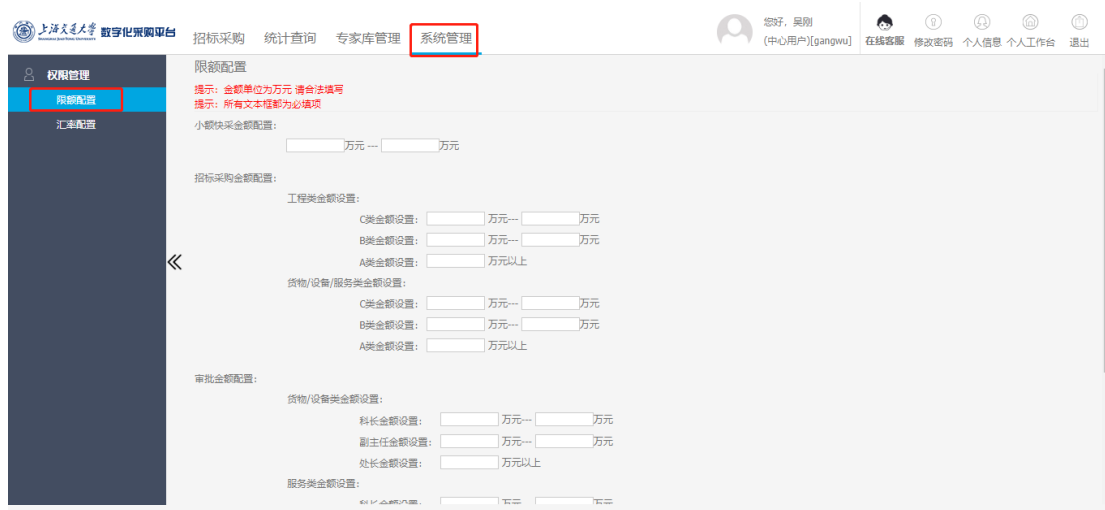 上海交通大学 数字化采购平台
招标采购 统计查询 专家库管理 系统管理
您好，吴刚
(中心用户)[gangwu]
在线客服 修改密码 个人信息 个人工作台 退出
权限管理
限额配置
汇率配置
限额配置
提示：金额单位为万元 请合法填写
提示：所有文本框都为必填项
小额快采金额配置：
万元 --- 万元
招标采购金额配置：
工程类金额设置：
C类金额设置： 万元--- 万元
B类金额设置： 万元--- 万元
A类金额设置： 万元以上
货物/设备/服务类金额设置：
C类金额设置： 万元--- 万元
B类金额设置： 万元--- 万元
A类金额设置： 万元以上
审批金额配置：
货物/设备类金额设置：
科长金额设置： 万元--- 万元
副主任金额设置： 万元--- 万元
处长金额设置： 万元以上
服务类金额设置：
科长金额设置： 万元--- 万元